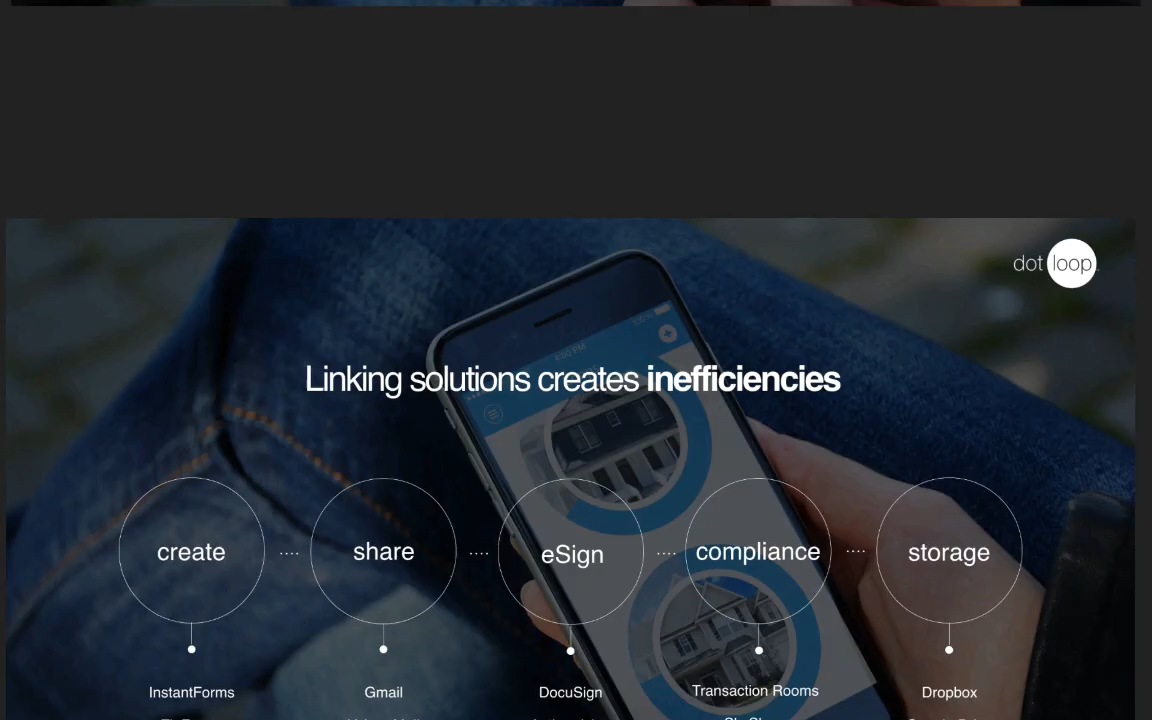 dot loop
Linking solutions creates inefficiencies
create
share
eSign
compliance
storage
InstantForms
Gmail
DocuSign
Transaction Rooms
Dropbox